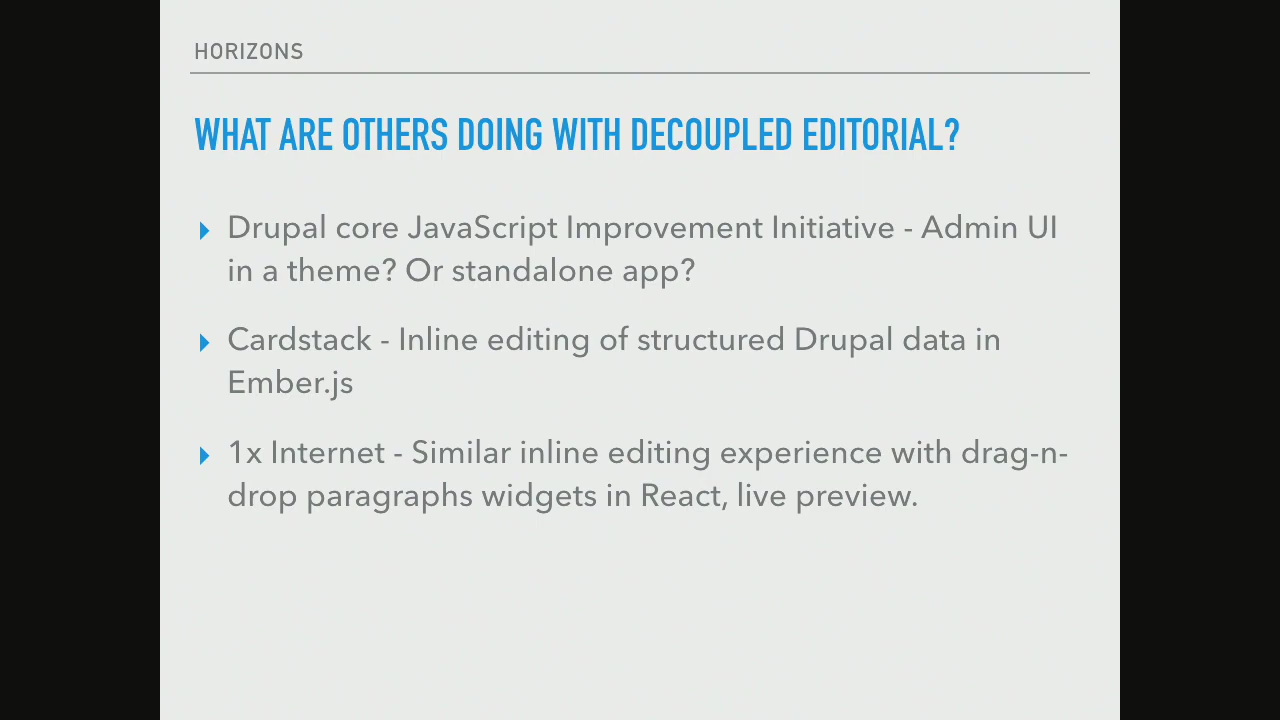 HORIZONS
WHAT ARE OTHERS DOING WITH DECOUPLED EDITORIAL?
Drupal core JavaScript Improvement Initiative - Admin UI
in a theme? Or standalone app?
Cardstack - Inline editing of structured Drupal data in
Ember.js
1x Internet - Similar inline editing experience with drag-n-
drop paragraphs widgets in React, live preview.